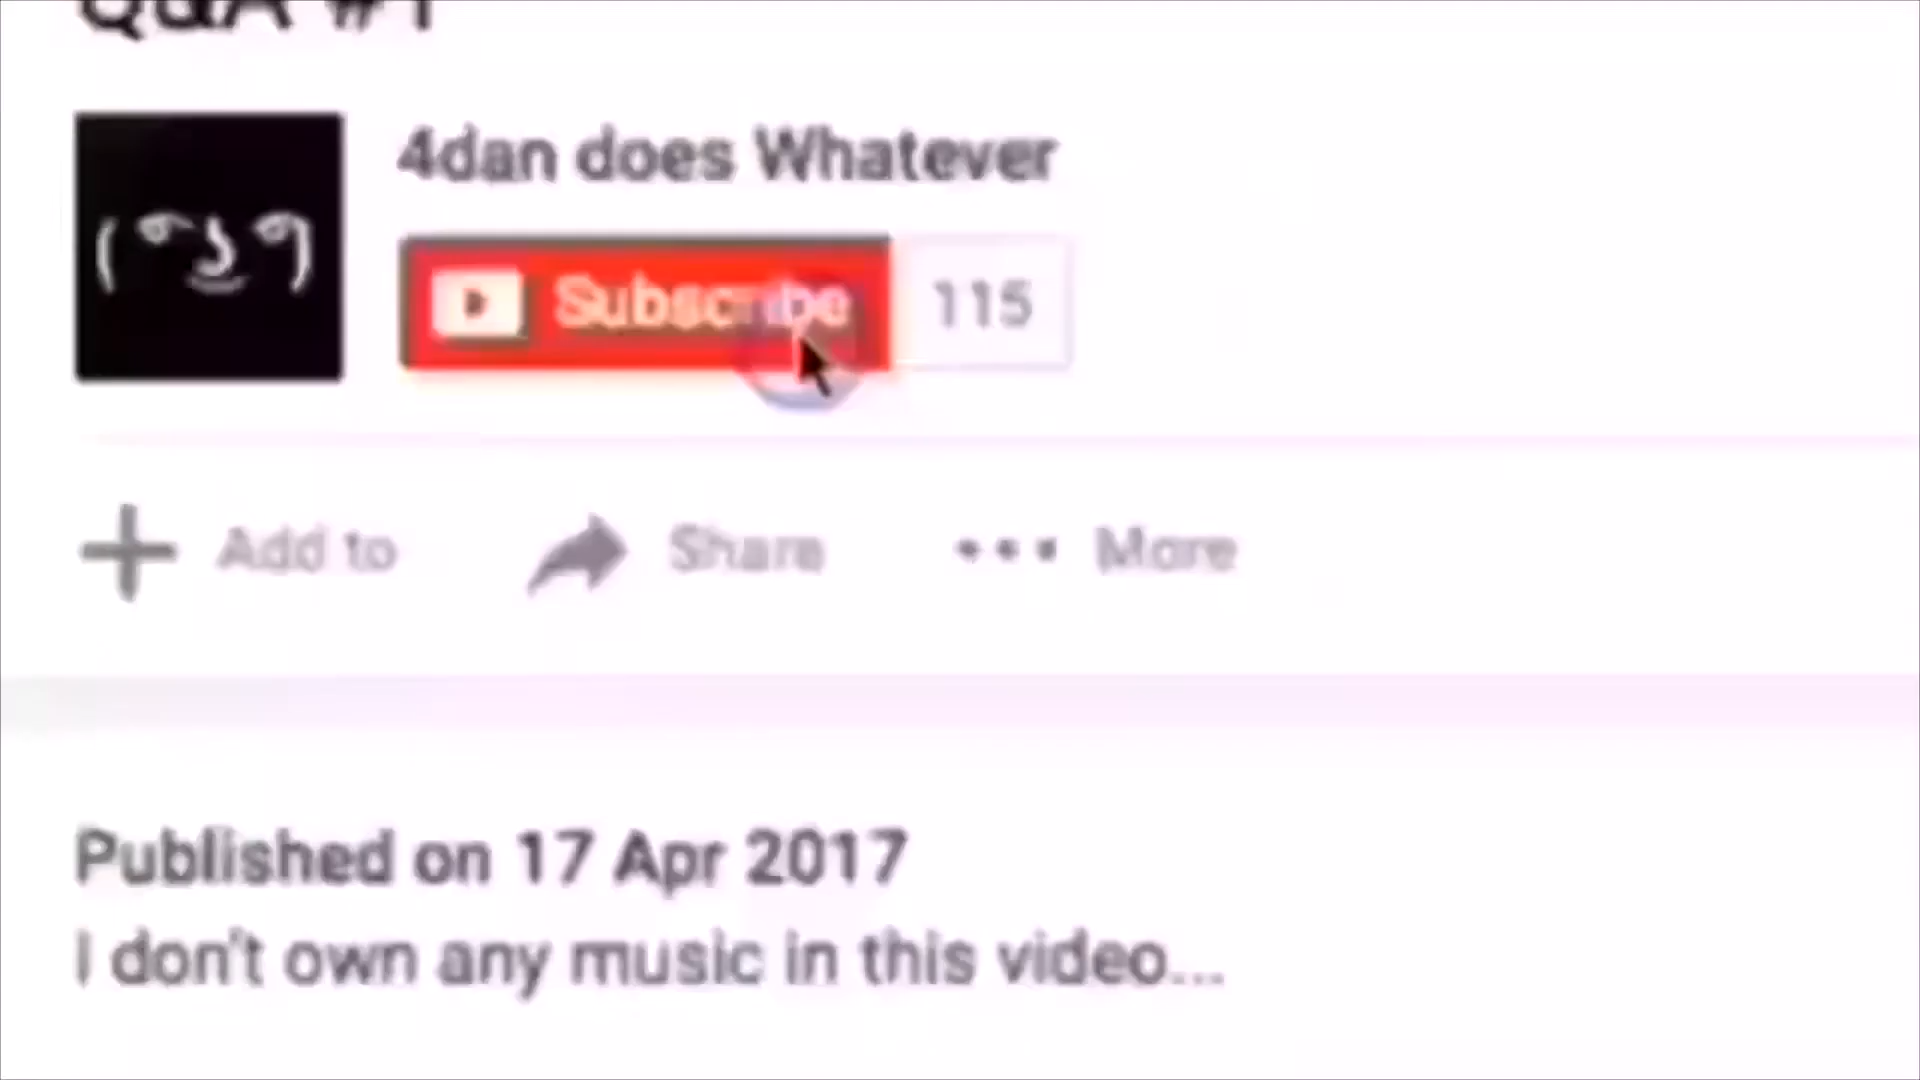 Q&A #1
4dan does Whatever
( ͡° ͜ʖ ͡°)
Subscribe 115
Add to Share ••• More
Published on 17 Apr 2017
I don't own any music in this video...